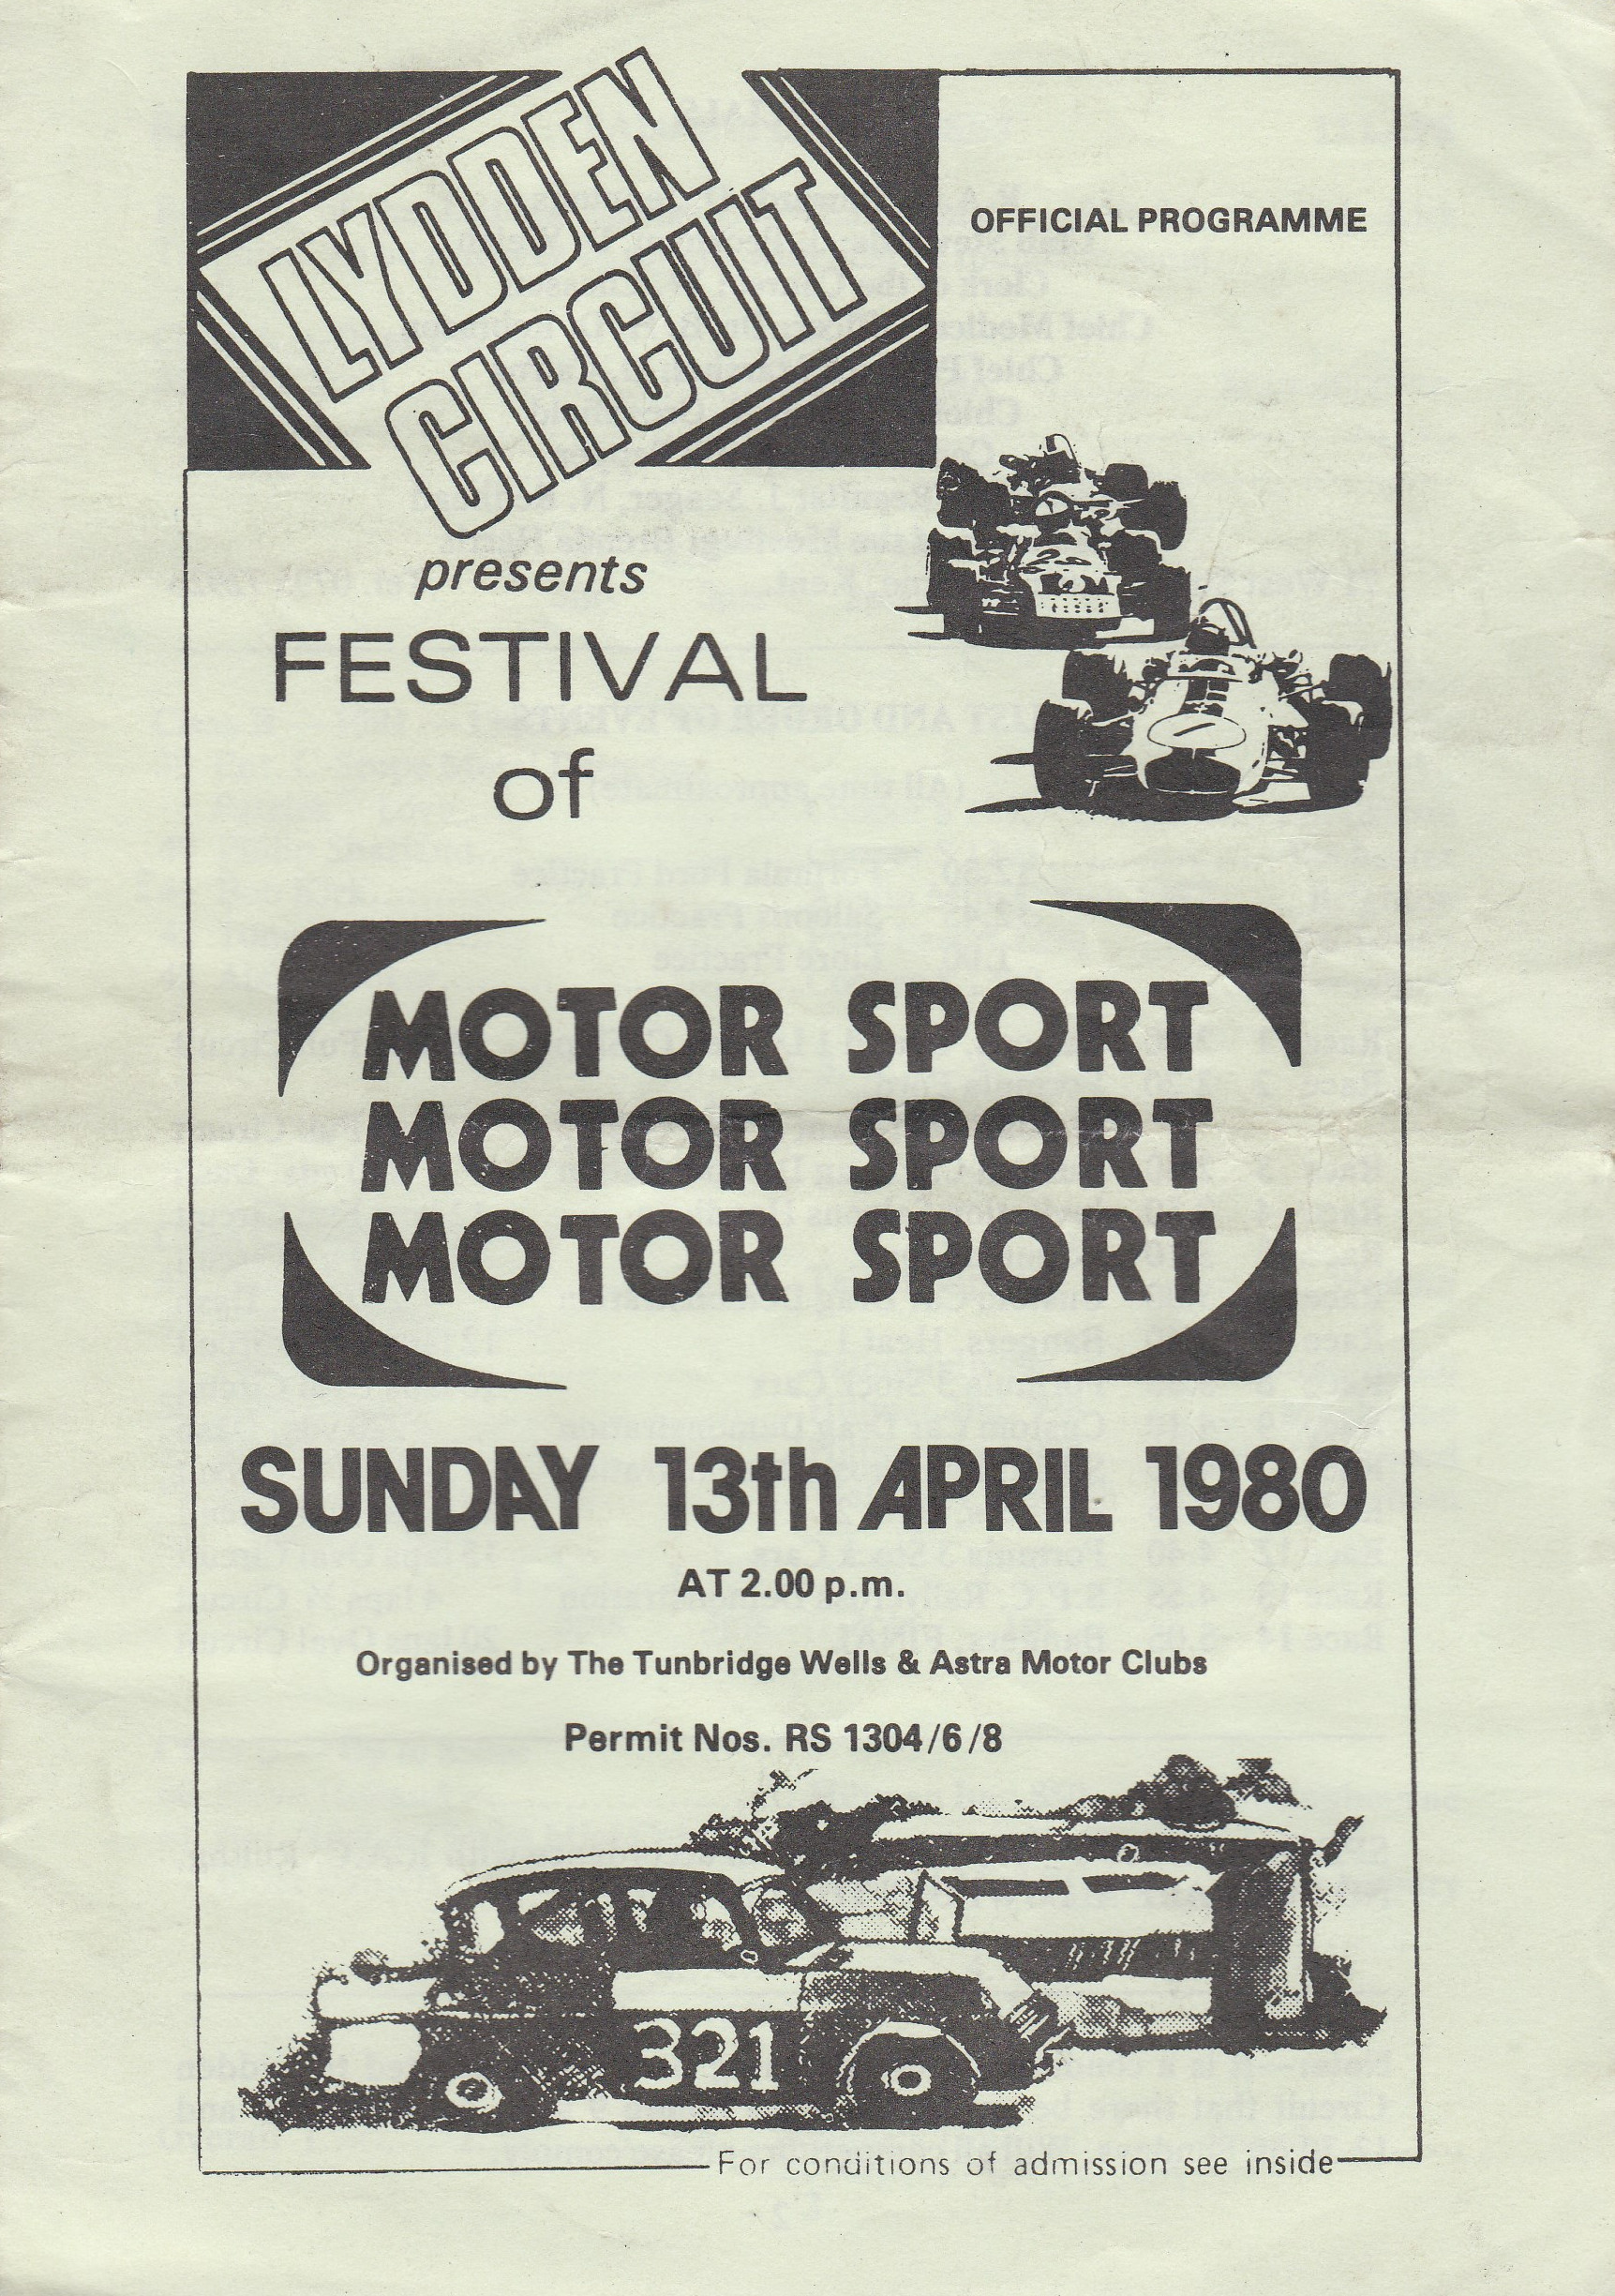 LYDDEN
CIRCUIT
OFFICIAL PROGRAMME
presents
FESTIVAL
of
MOTOR SPORT
MOTOR SPORT
MOTOR SPORT
SUNDAY 13th APRIL 1980
AT 2.00 p.m.
Organised by The Tunbridge Wells & Astra Motor Clubs
Permit Nos. RS 1304/6/8
321
For conditions of admission see inside